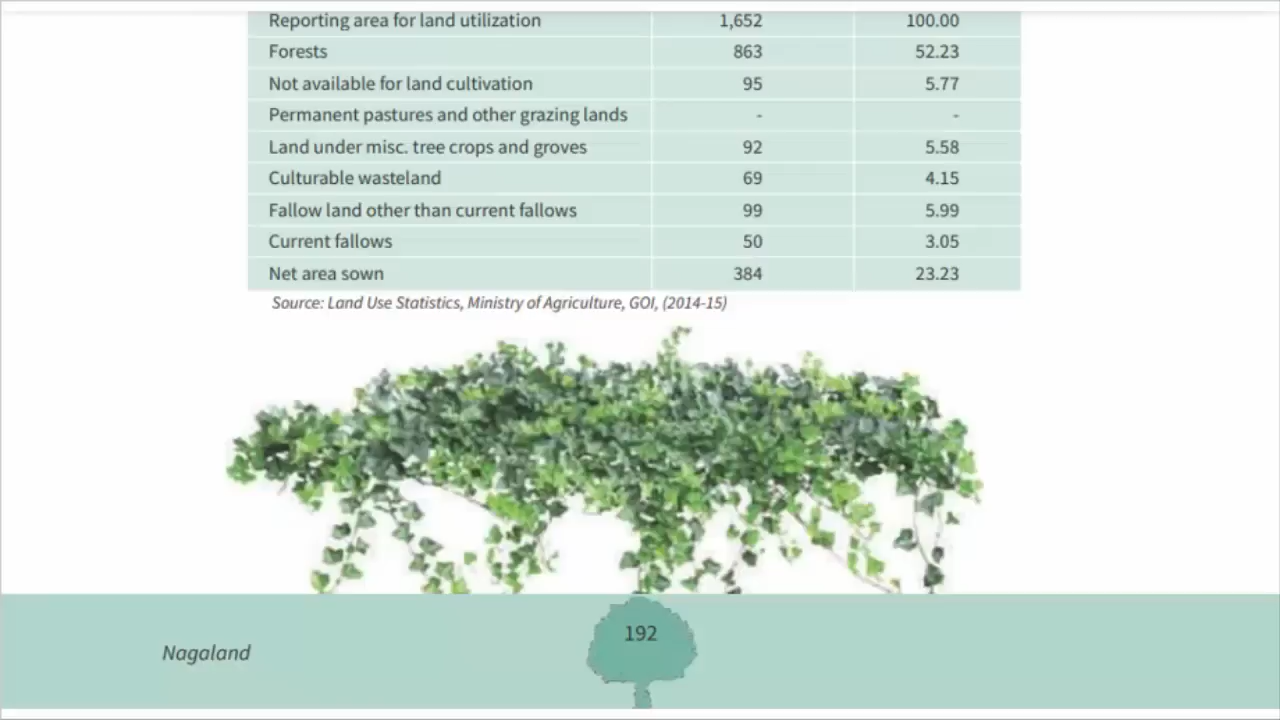 Reporting area for land utilization 1,652 100.00
Forests 863 52.23
Not available for land cultivation 95 5.77
Permanent pastures and other grazing lands - -
Land under misc. tree crops and groves 92 5.58
Culturable wasteland 69 4.15
Fallow land other than current fallows 99 5.99
Current fallows 50 3.05
Net area sown 384 23.23
Source: Land Use Statistics, Ministry of Agriculture, GOI, (2014-15)
192
Nagaland